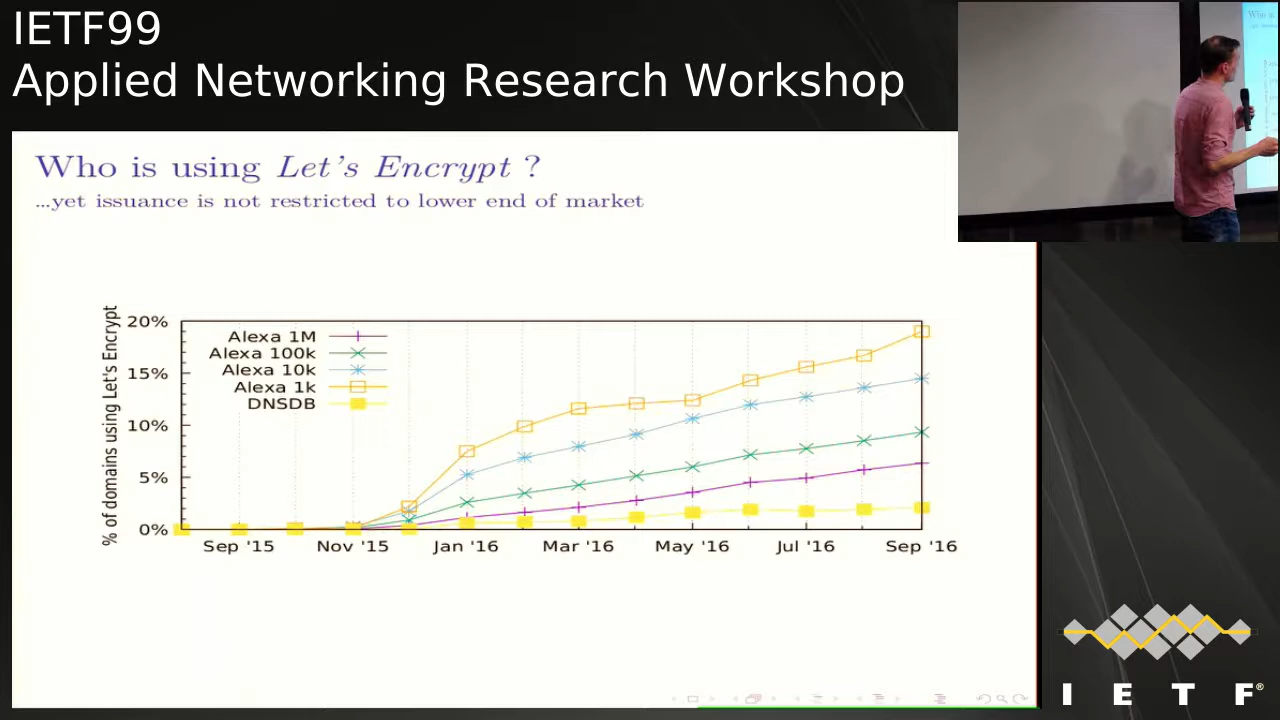 IETF99
Applied Networking Research Workshop
Who is using Let's Encrypt ?
...yet issuance is not restricted to lower end of market
% of domains using Let's Encrypt
20%
15%
10%
5%
0%
Alexa 1M
Alexa 100k
Alexa 10k
Alexa 1k
DNSDB
Sep '15
Nov '15
Jan '16
Mar '16
May '16
Jul '16
Sep '16
I E T F®